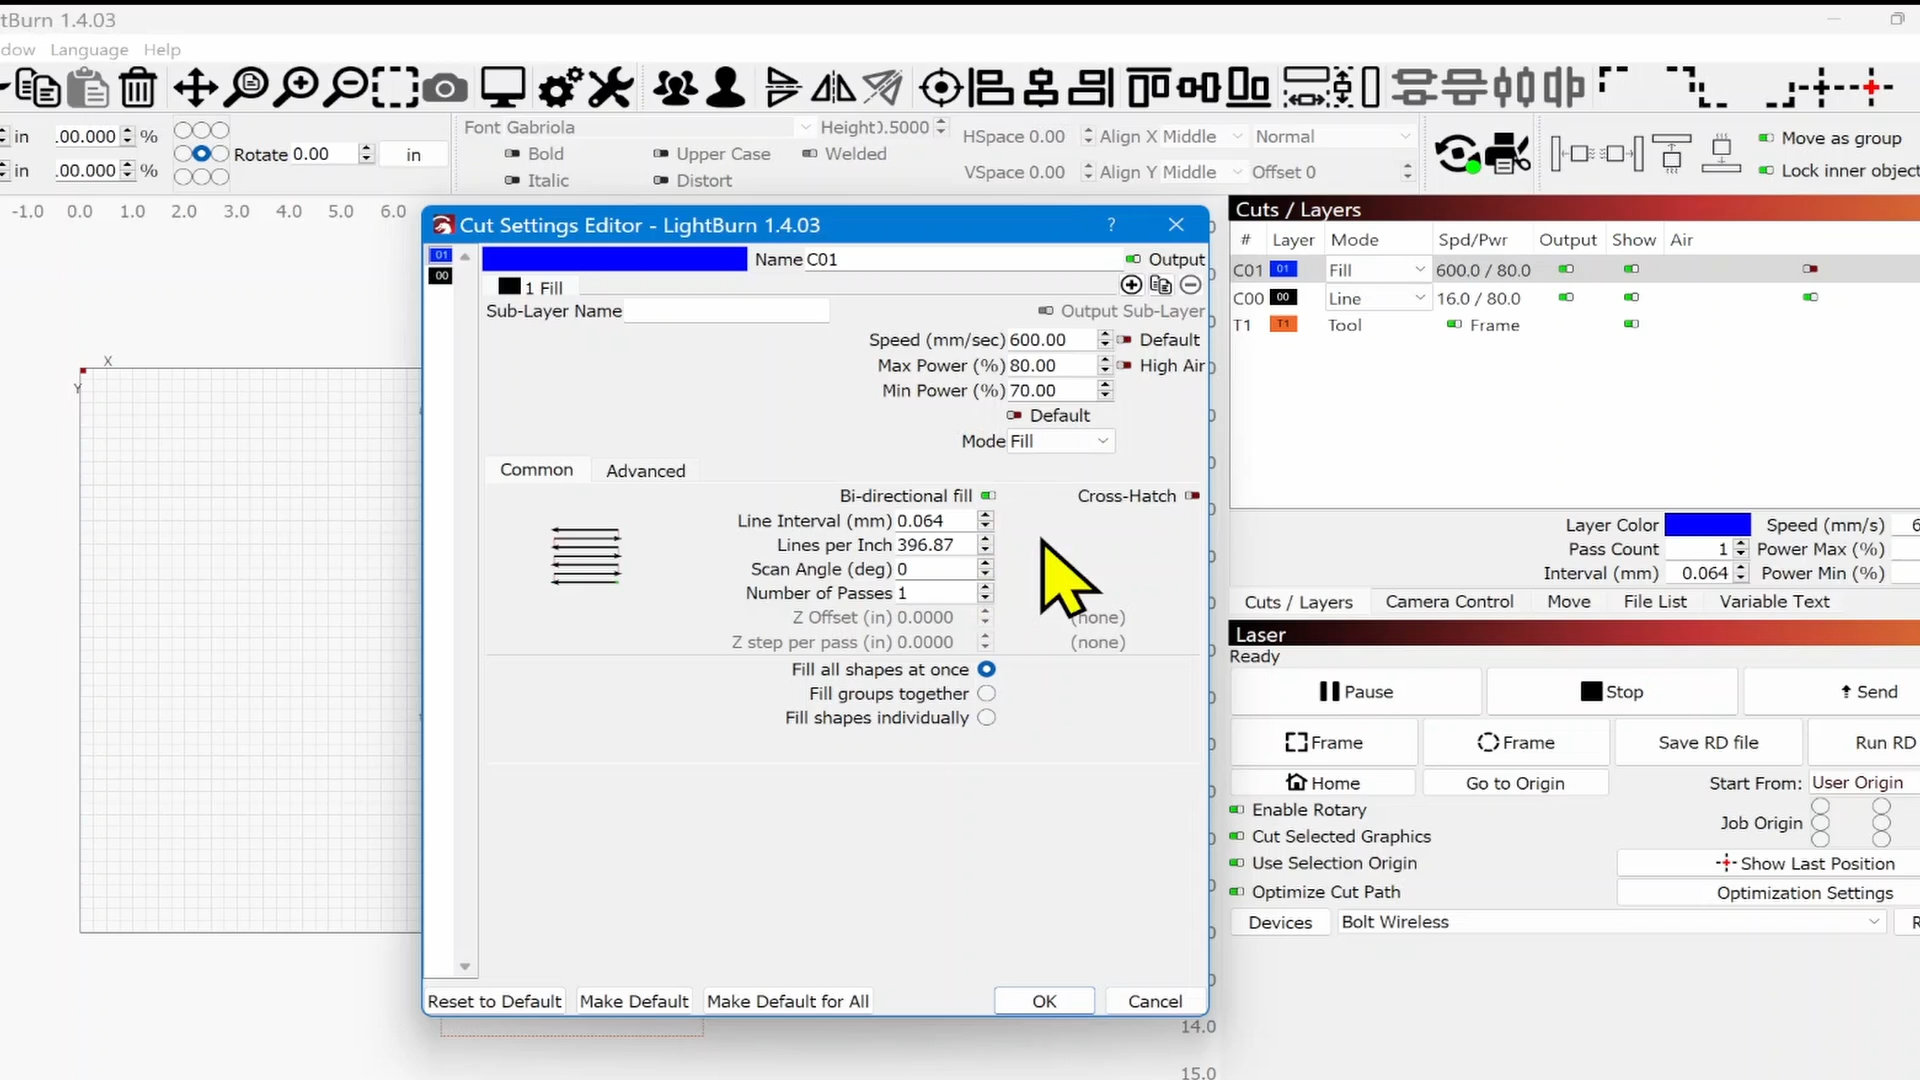 tBurn 1.4.03
dow Language Help
in 00.000 % Rotate 0.00 in
in 00.000 %
Font Gabriola Height 0.5000 HSpace 0.00 Align X Middle Normal
Bold Upper Case Welded
Italic Distort VSpace 0.00 Align Y Middle Offset 0
Move as group
Lock inner object
-1.0 0.0 1.0 2.0 3.0 4.0 5.0 6.0
X
Y
Cut Settings Editor - LightBurn 1.4.03 ?
01
00
Name C01 Output
1 Fill
Sub-Layer Name Output Sub-Layer
Speed (mm/sec) 600.00 Default
Max Power (%) 80.00 High Air
Min Power (%) 70.00
Default
Mode Fill
Common Advanced
Bi-directional fill Cross-Hatch
Line Interval (mm) 0.064
Lines per Inch 396.87
Scan Angle (deg) 0
Number of Passes 1
Z Offset (in) 0.0000 (none)
Z step per pass (in) 0.0000 (none)
Fill all shapes at once
Fill groups together
Fill shapes individually
Reset to Default Make Default Make Default for All OK Cancel
14.0
15.0
Cuts / Layers
# Layer Mode Spd/Pwr Output Show Air
C01 01 Fill 600.0 / 80.0
C00 00 Line 16.0 / 80.0
T1 T1 Tool Frame
Layer Color Speed (mm/s) 6
Pass Count 1 Power Max (%)
Interval (mm) 0.064 Power Min (%)
Cuts / Layers Camera Control Move File List Variable Text
Laser
Ready
Pause Stop Send
Frame Frame Save RD file Run RD
Home Go to Origin Start From: User Origin
Enable Rotary
Cut Selected Graphics Job Origin
Use Selection Origin Show Last Position
Optimize Cut Path Optimization Settings
Devices Bolt Wireless R